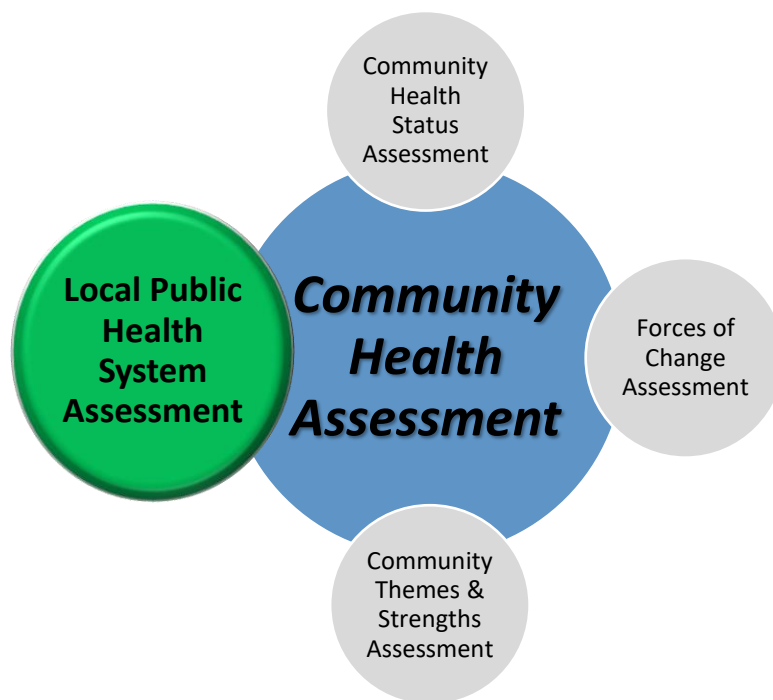 Community
Health
Status
Assessment
Local Public
Health
System
Assessment
Community
Health
Assessment
Forces of
Change
Assessment
Community
Themes &
Strengths
Assessment